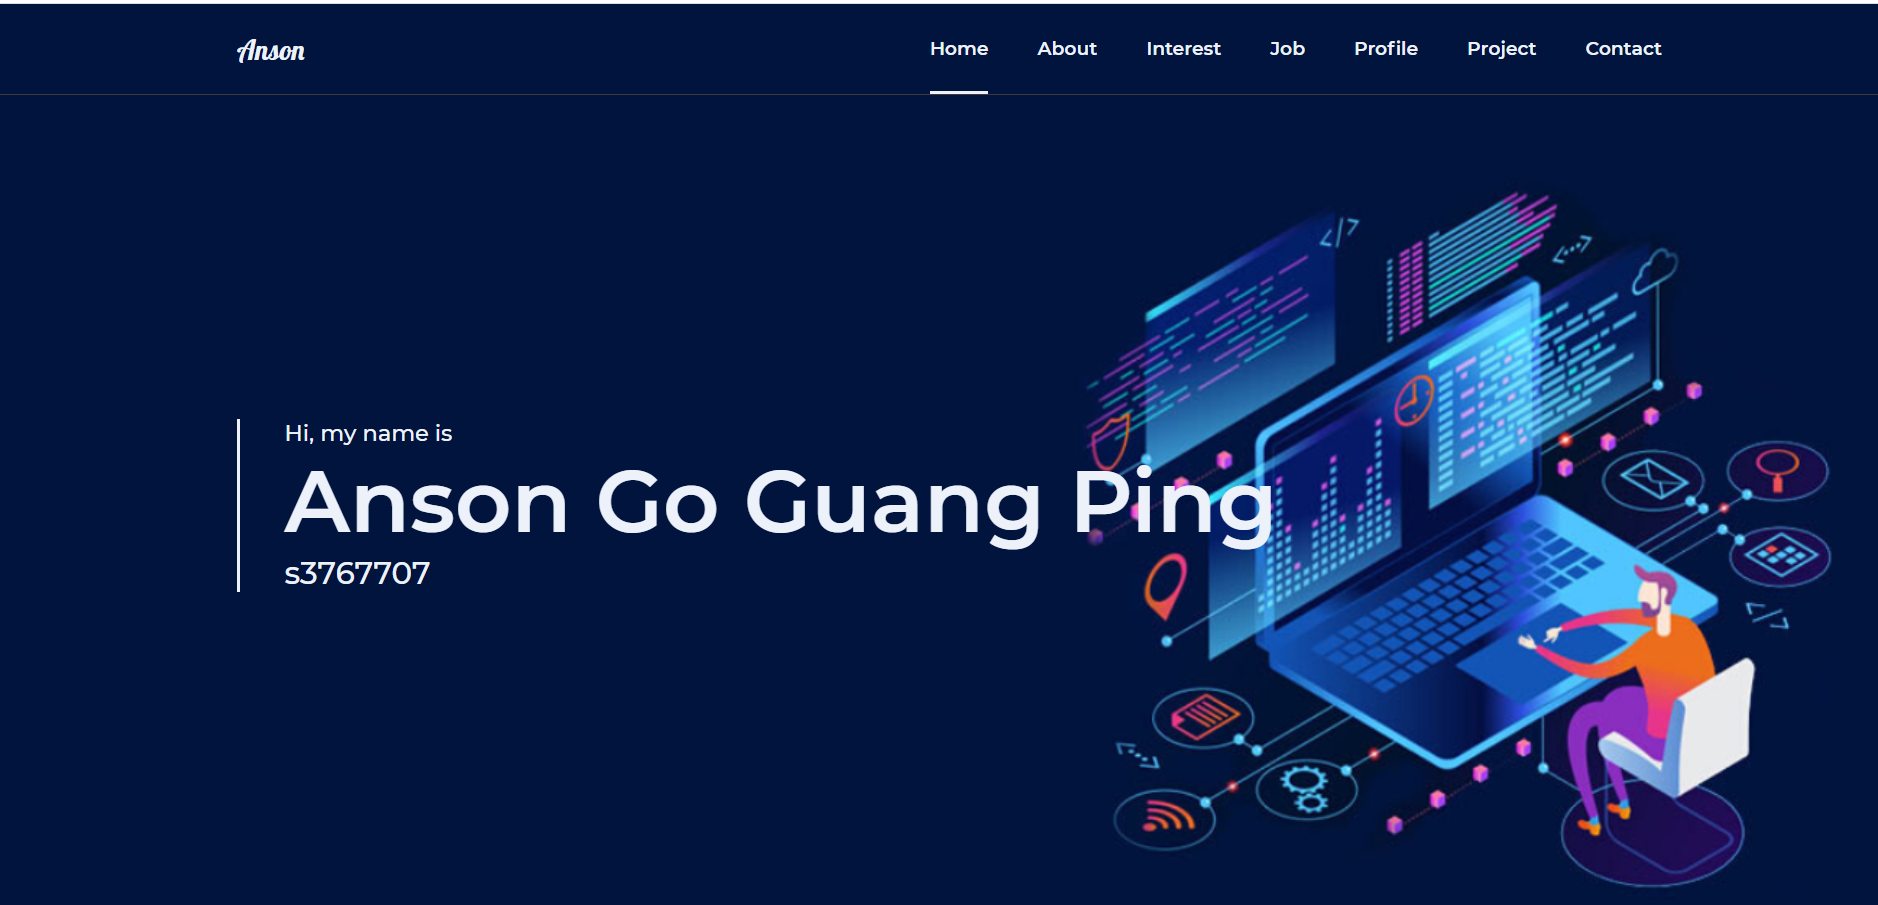 Anson
Home About Interest Job Profile Project Contact
Hi, my name is
Anson Go Guang Ping
s3767707